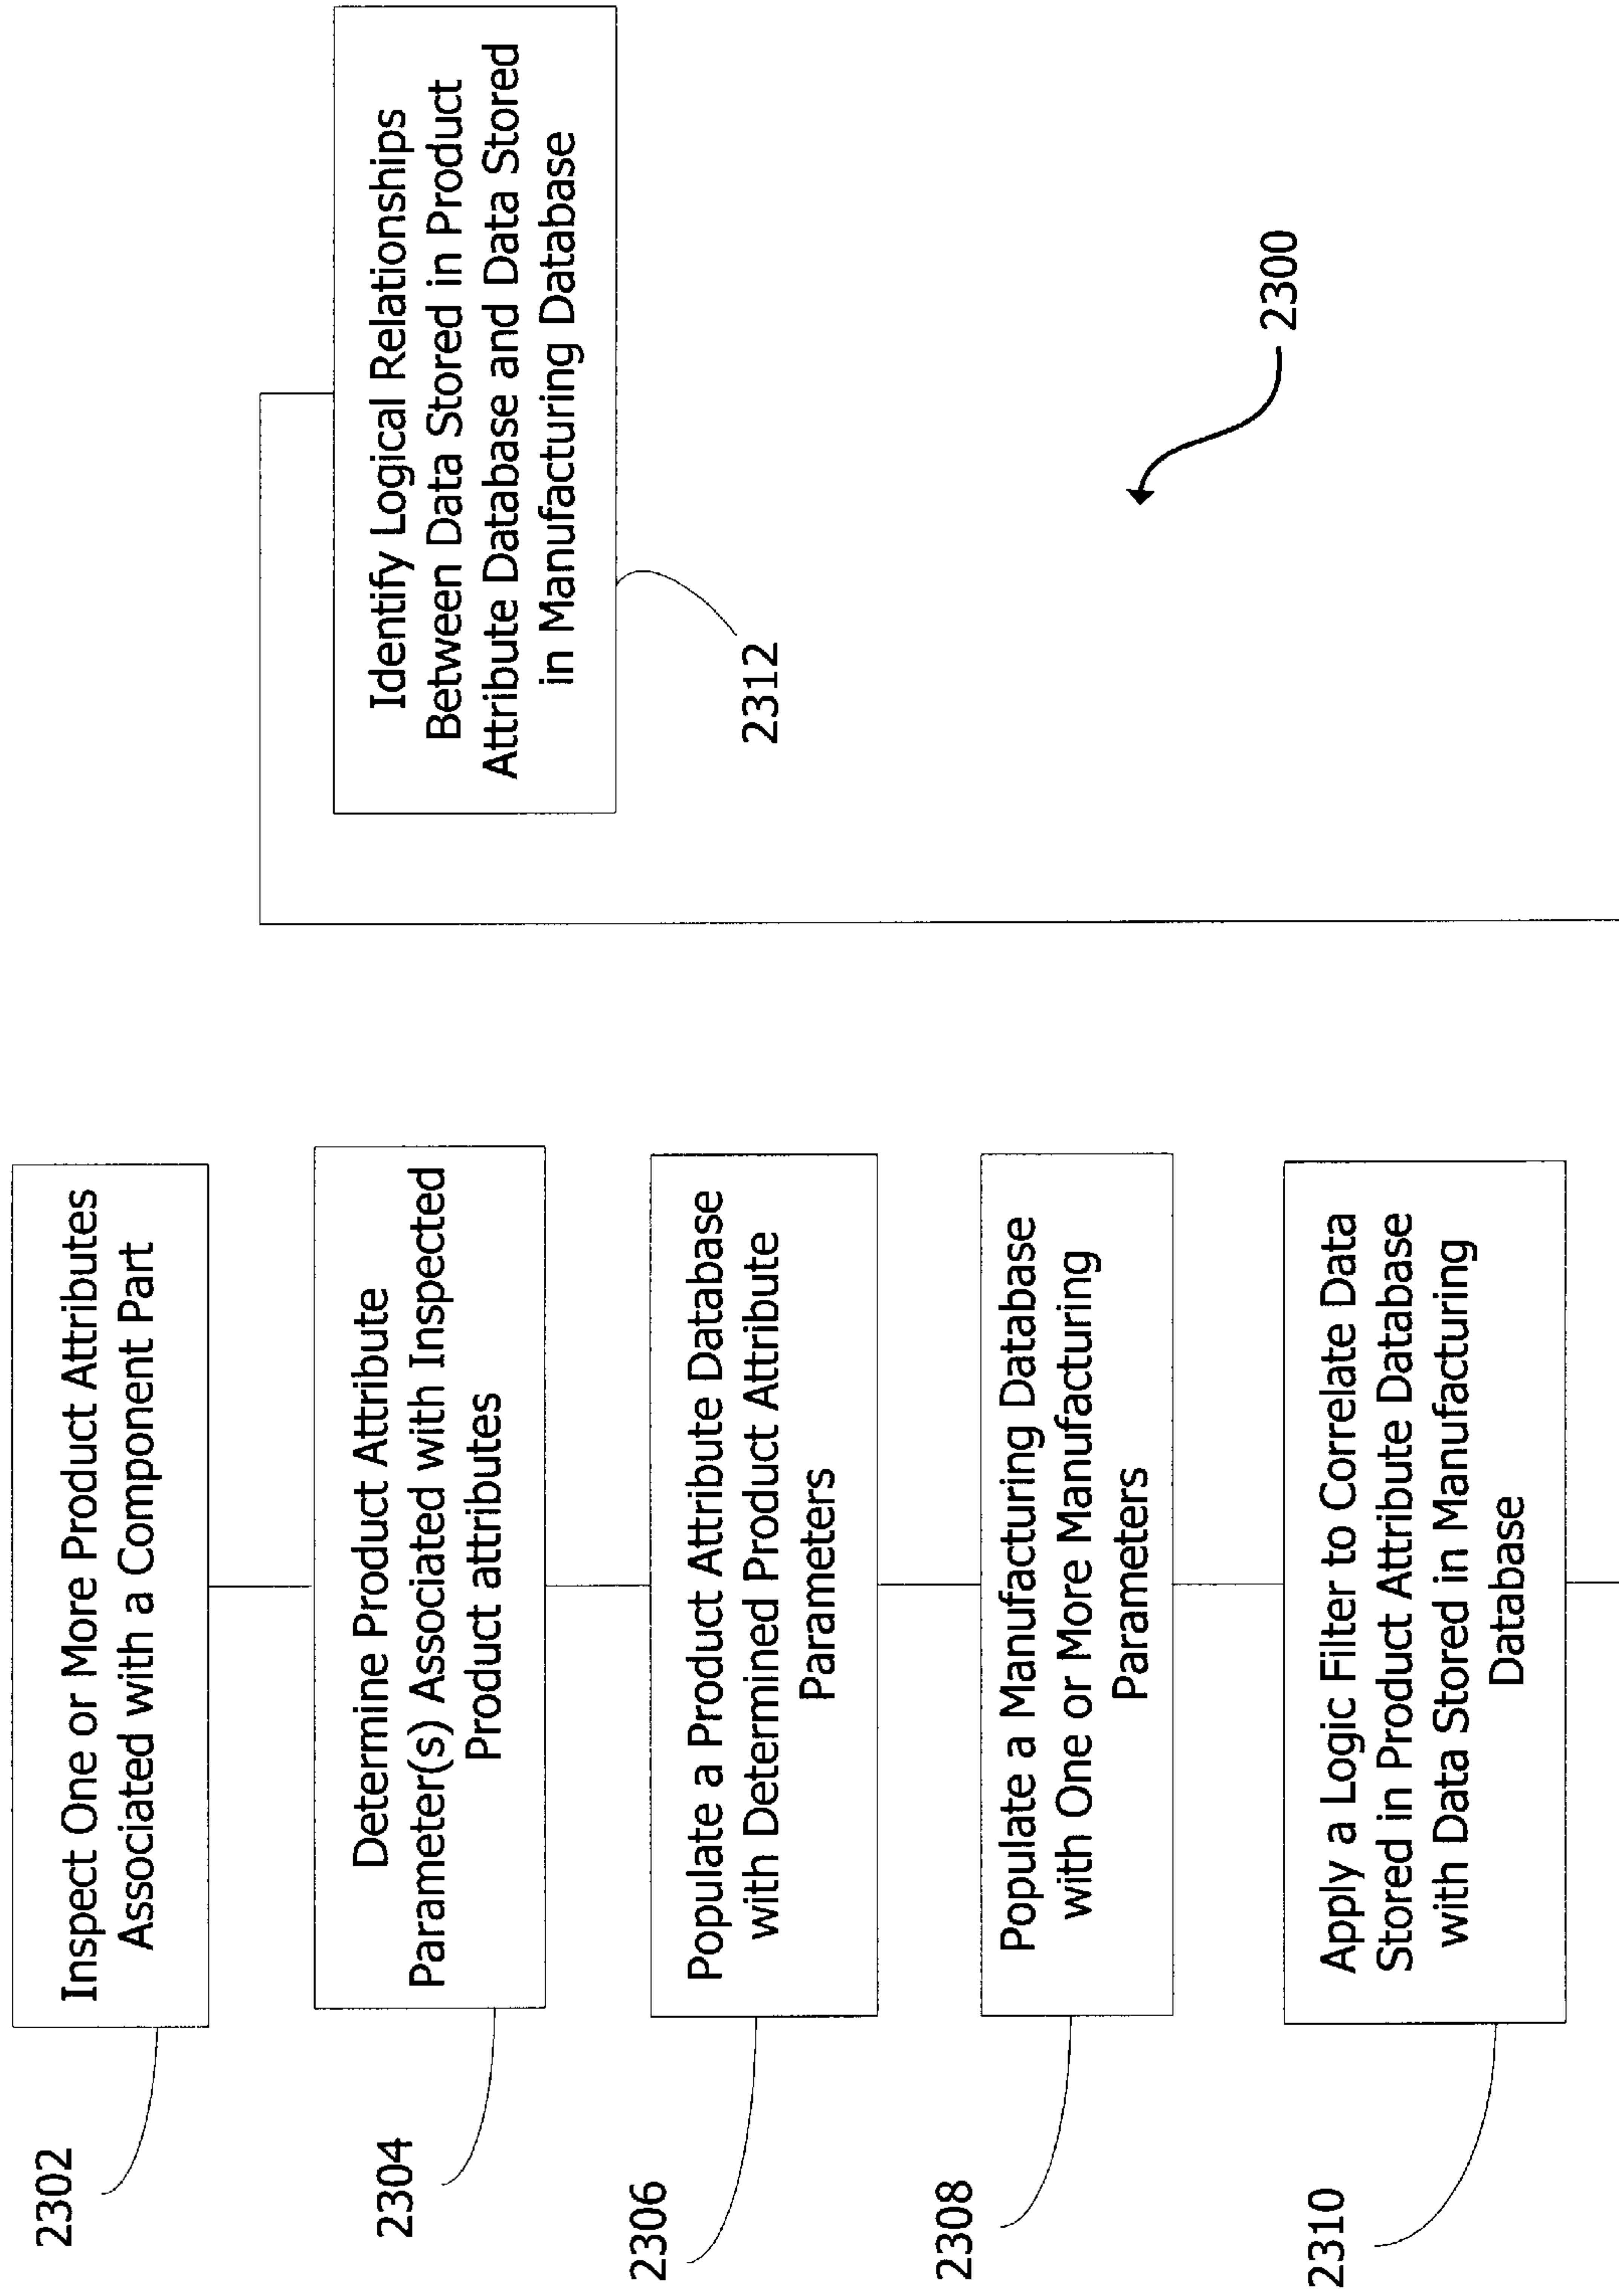 2302
Inspect One or More Product Attributes
Associated with a Component Part
2304
Determine Product Attribute
Parameter(s) Associated with Inspected
Product attributes
2306
Populate a Product Attribute Database
with Determined Product Attribute
Parameters
2308
Populate a Manufacturing Database
with One or More Manufacturing
Parameters
2310
Apply a Logic Filter to Correlate Data
Stored in Product Attribute Database
with Data Stored in Manufacturing
Database
Identify Logical Relationships
Between Data Stored in Product
Attribute Database and Data Stored
in Manufacturing Database
2312
2300